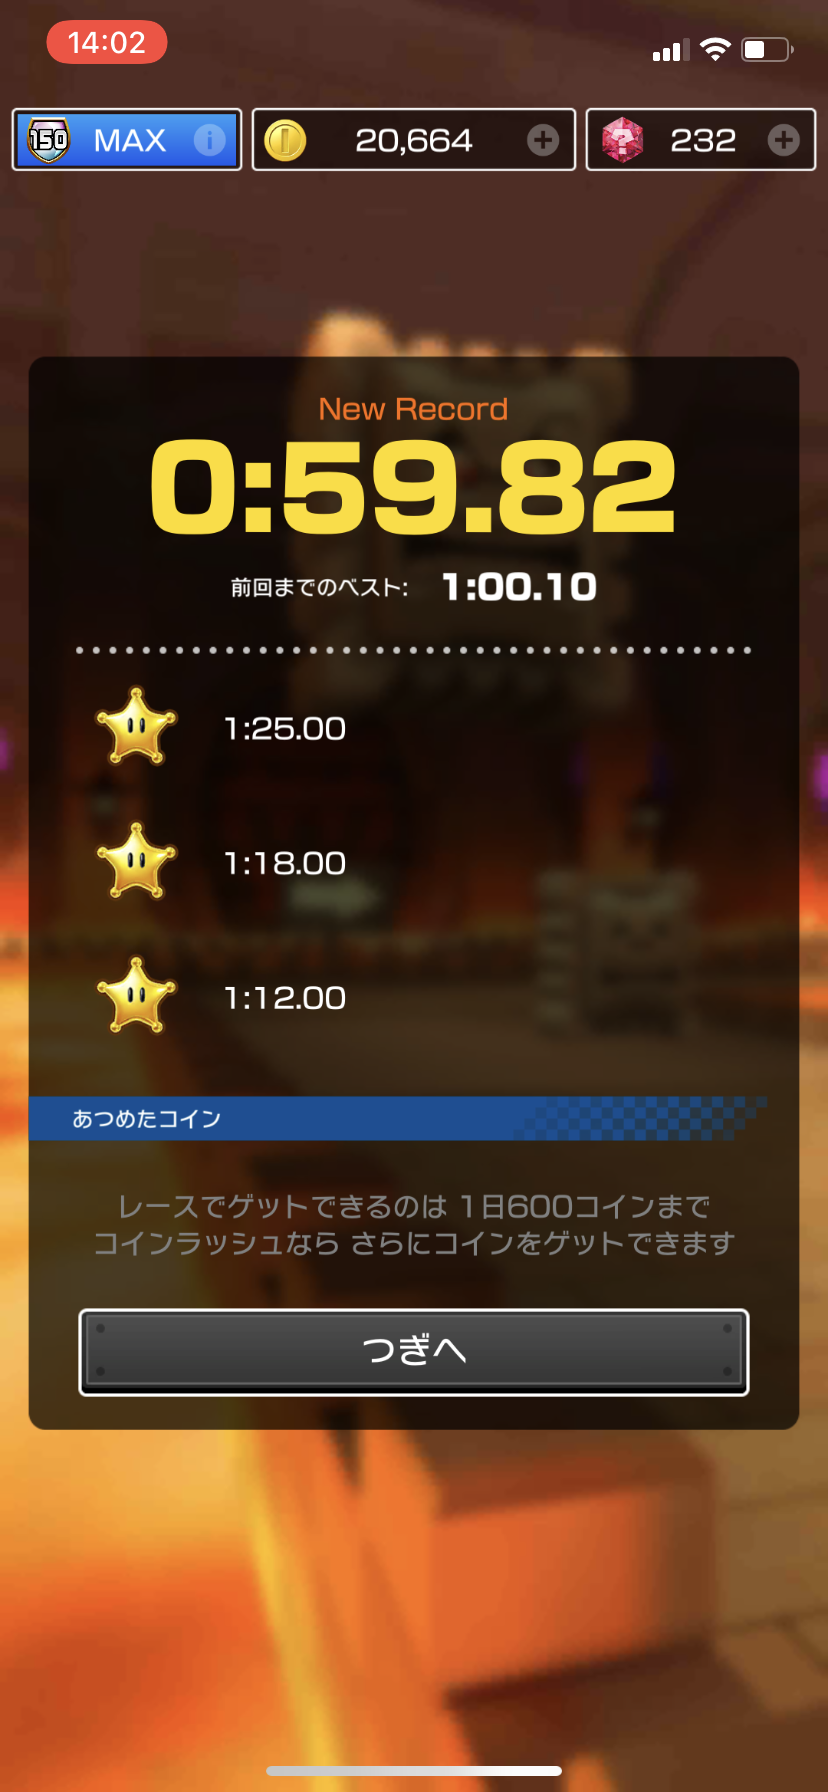 14:02
150 MAX i 20,664 + ? 232 +
New Record
0:59.82
前回までのベスト: 1:00.10
1:25.00
1:18.00
1:12.00
あつめたコイン
レースでゲットできるのは 1日600コインまで
コインラッシュなら さらにコインをゲットできます
つぎへ